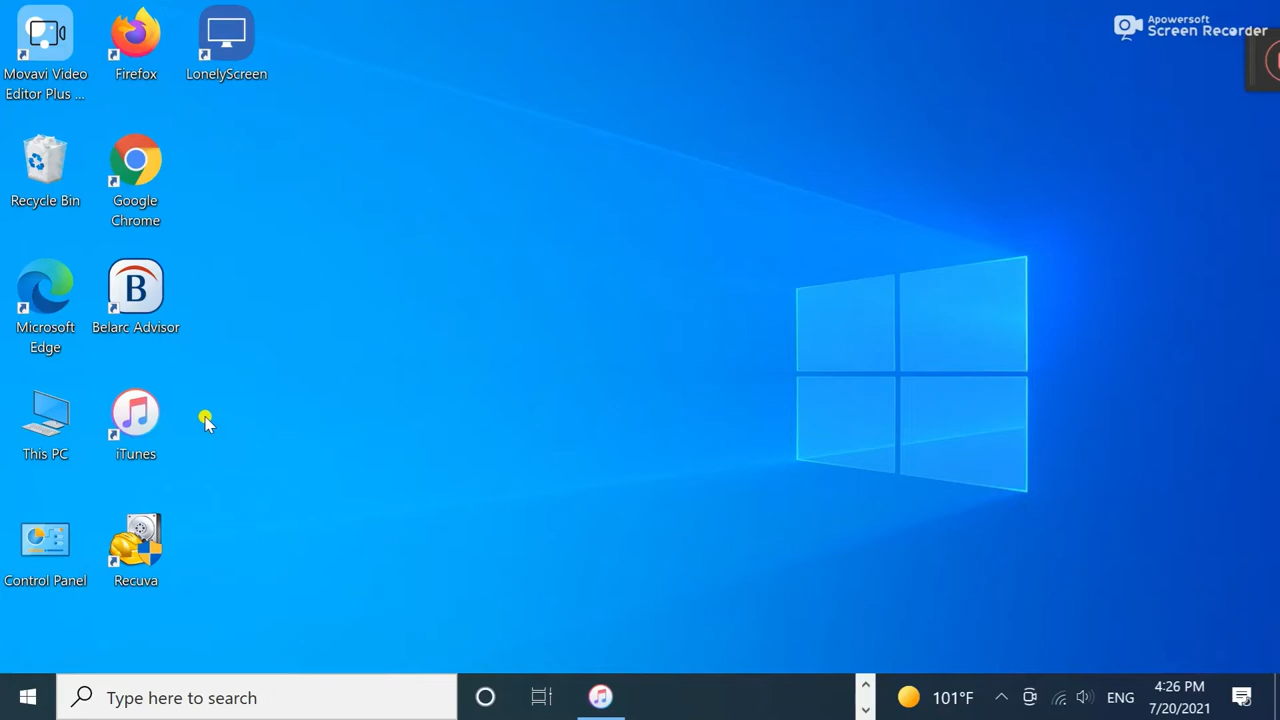 Movavi Video
Editor Plus ...
Firefox
LonelyScreen
Apowersoft
Screen Recorder
Recycle Bin
Google
Chrome
Microsoft
Edge
B
Belarc Advisor
This PC
iTunes
Control Panel
Recuva
Type here to search
101°F
ENG
4:26 PM
7/20/2021